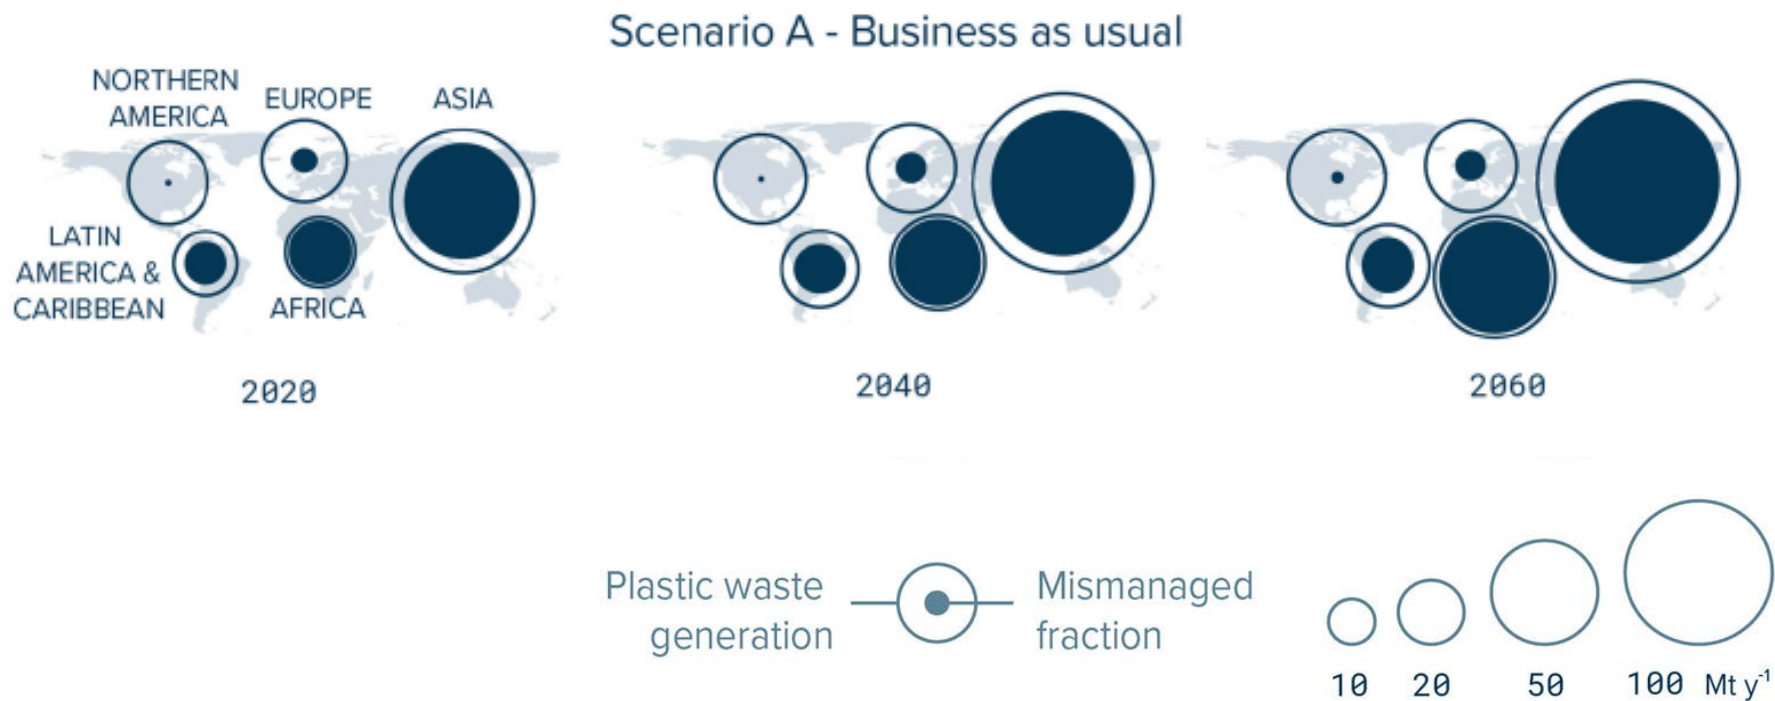 Scenario A - Business as usual
NORTHERN
AMERICA
EUROPE
ASIA
LATIN
AMERICA &
CARIBBEAN
AFRICA
2020
2040
2060
Plastic waste
generation
Mismanaged
fraction
10 20 50 100 Mt y⁻¹